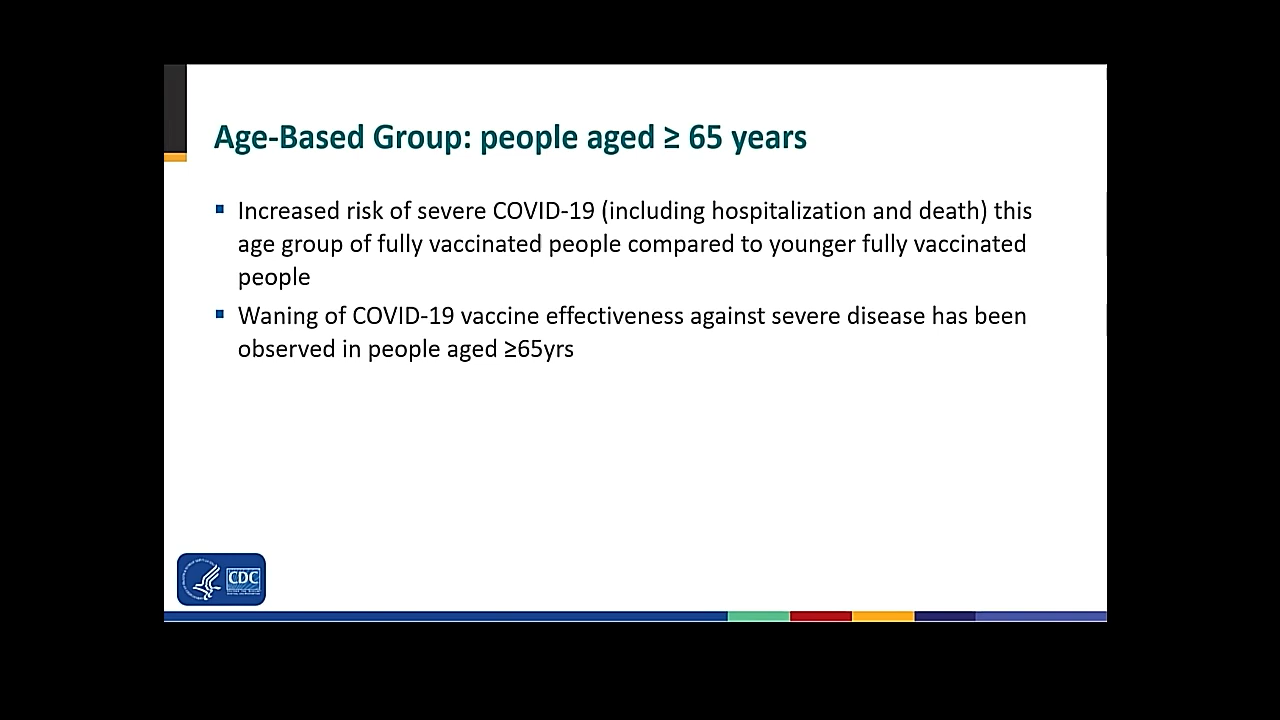 Age-Based Group: people aged ≥ 65 years
Increased risk of severe COVID-19 (including hospitalization and death) this
age group of fully vaccinated people compared to younger fully vaccinated
people
Waning of COVID-19 vaccine effectiveness against severe disease has been
observed in people aged ≥65yrs
CDC